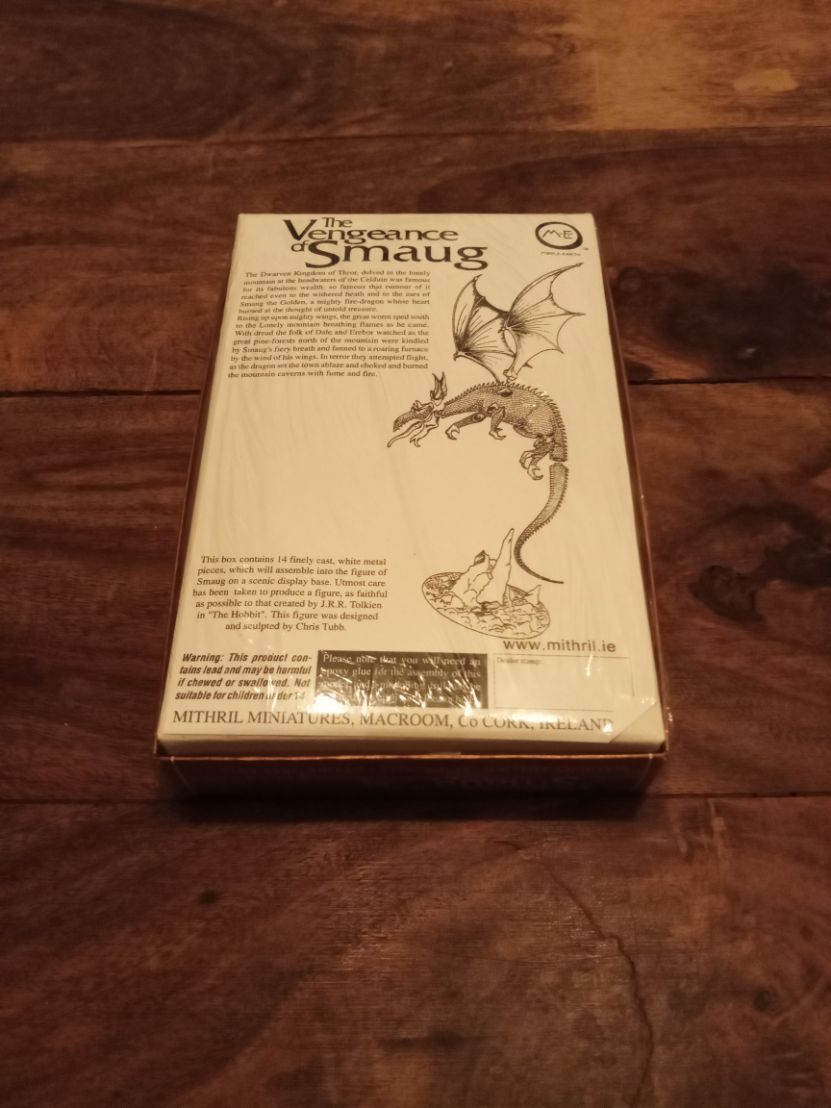 The
Vengeance
of Smaug
ME
MIDDLE-EARTH
TM
The Dwarven Kingdom of Thror, delved in the lonely
mountain at the headwaters of the Celduin was famous
for its fabulous wealth, so famous that rumour of it
reached even to the withered heath and to the ears of
Smaug the Golden, a mighty fire-dragon whose heart
burned at the thought of untold treasure.
Rising up upon mighty wings, the great worm sped south
to the Lonely mountain breathing flames as he came.
With dread the folk of Dale and Erebor watched as the
great pine-forests north of the mountain were kindled
by Smaug's fiery breath and fanned to a roaring furnace
by the wind of his wings. In terror they attempted flight,
as the dragon set the town ablaze and choked and burned
the mountain caverns with fume and fire.
This box contains 14 finely cast, white metal
pieces, which will assemble into the figure of
Smaug on a scenic display base. Utmost care
has been taken to produce a figure, as faithful
as possible to that created by J.R.R. Tolkien
in "The Hobbit". This figure was designed
and sculpted by Chris Tubb.
www.mithril.ie
Warning: This product con-
tains lead and may be harmful
if chewed or swallowed. Not
suitable for children under 14
Please note that you will need an
epoxy glue for the assembly of this
Dealer stamp:
MITHRIL MINIATURES, MACROOM, Co CORK, IRELAND